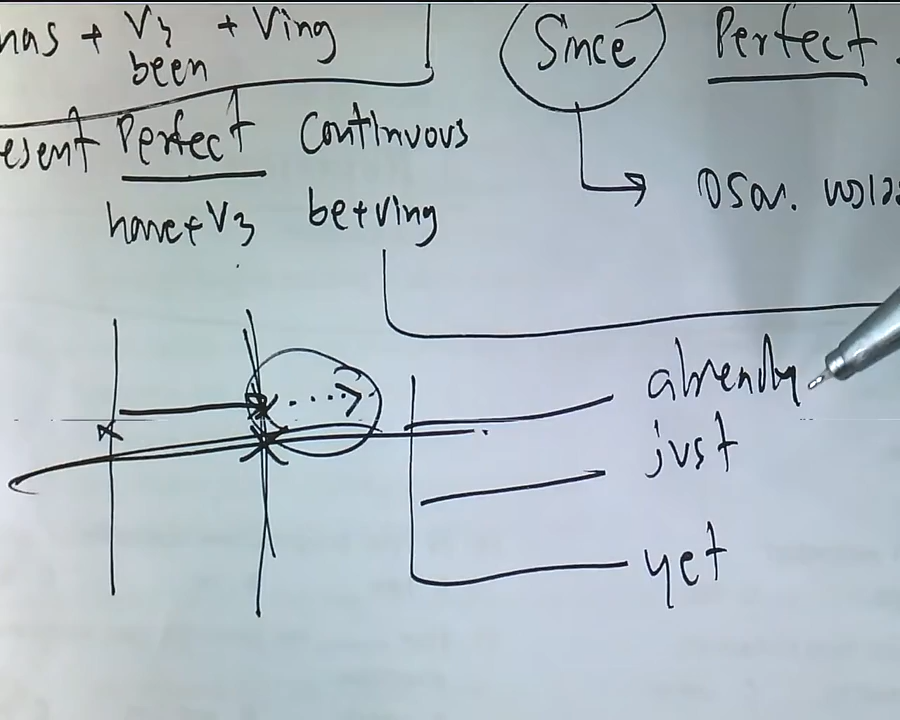 has + V3 + Ving
been
Since Perfect.
esent Perfect Continuous
have + V3 be + Ving
already
just
yet